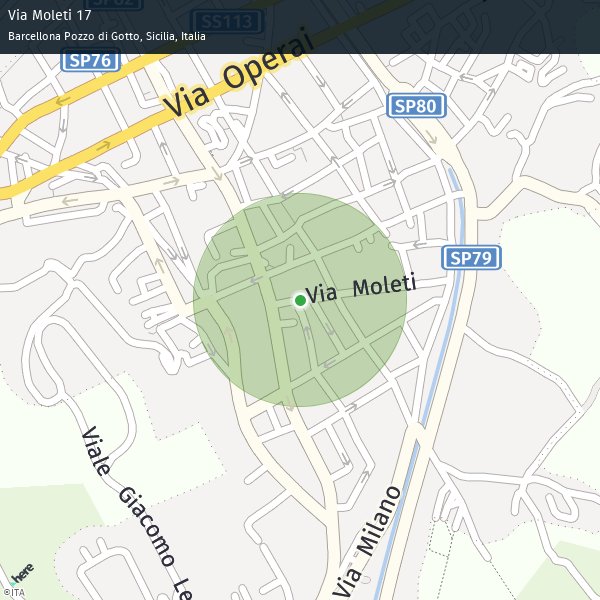 Via Moleti 17
Barcellona Pozzo di Gotto, Sicilia, Italia
SP82
SS113
SP76
Via Operai
SP80
SP79
Via Moleti
Viale Giacomo Le
Via Milano
here
©ITA